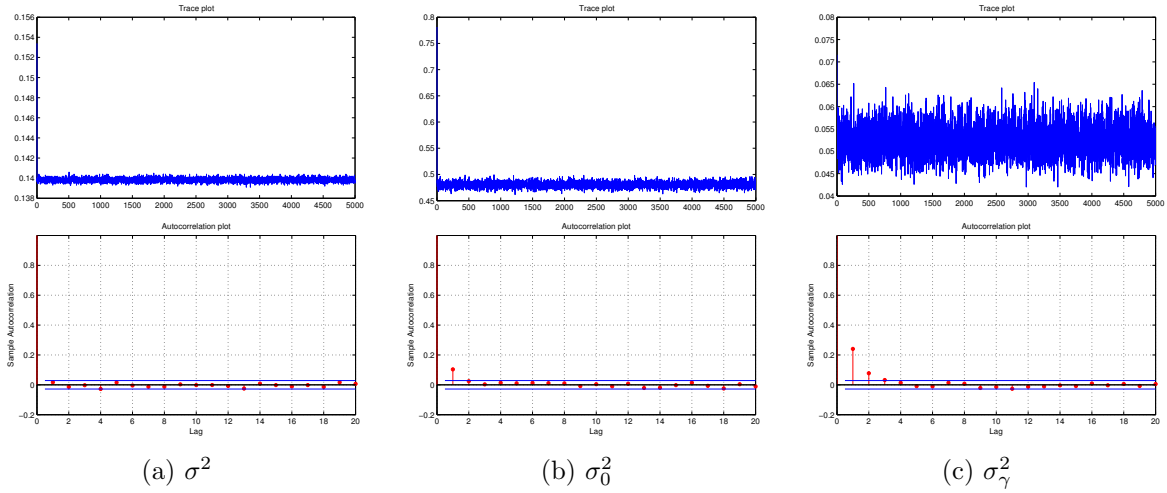 Trace plot
0.156
0.154
0.152
0.15
0.148
0.146
0.144
0.142
0.14
0.138
0 500 1000 1500 2000 2500 3000 3500 4000 4500 5000
Trace plot
0.8
0.75
0.7
0.65
0.6
0.55
0.5
0.45
0 500 1000 1500 2000 2500 3000 3500 4000 4500 5000
Trace plot
0.08
0.075
0.07
0.065
0.06
0.055
0.05
0.045
0.04
0 500 1000 1500 2000 2500 3000 3500 4000 4500 5000
Autocorrelation plot
Sample Autocorrelation
0.8
0.6
0.4
0.2
0
−0.2
0 2 4 6 8 10 12 14 16 18 20
Lag
Autocorrelation plot
Sample Autocorrelation
0.8
0.6
0.4
0.2
0
−0.2
0 2 4 6 8 10 12 14 16 18 20
Lag
Autocorrelation plot
Sample Autocorrelation
0.8
0.6
0.4
0.2
0
−0.2
0 2 4 6 8 10 12 14 16 18 20
Lag
(a) σ²
(b) σ₀²
(c) σ²ᵧ